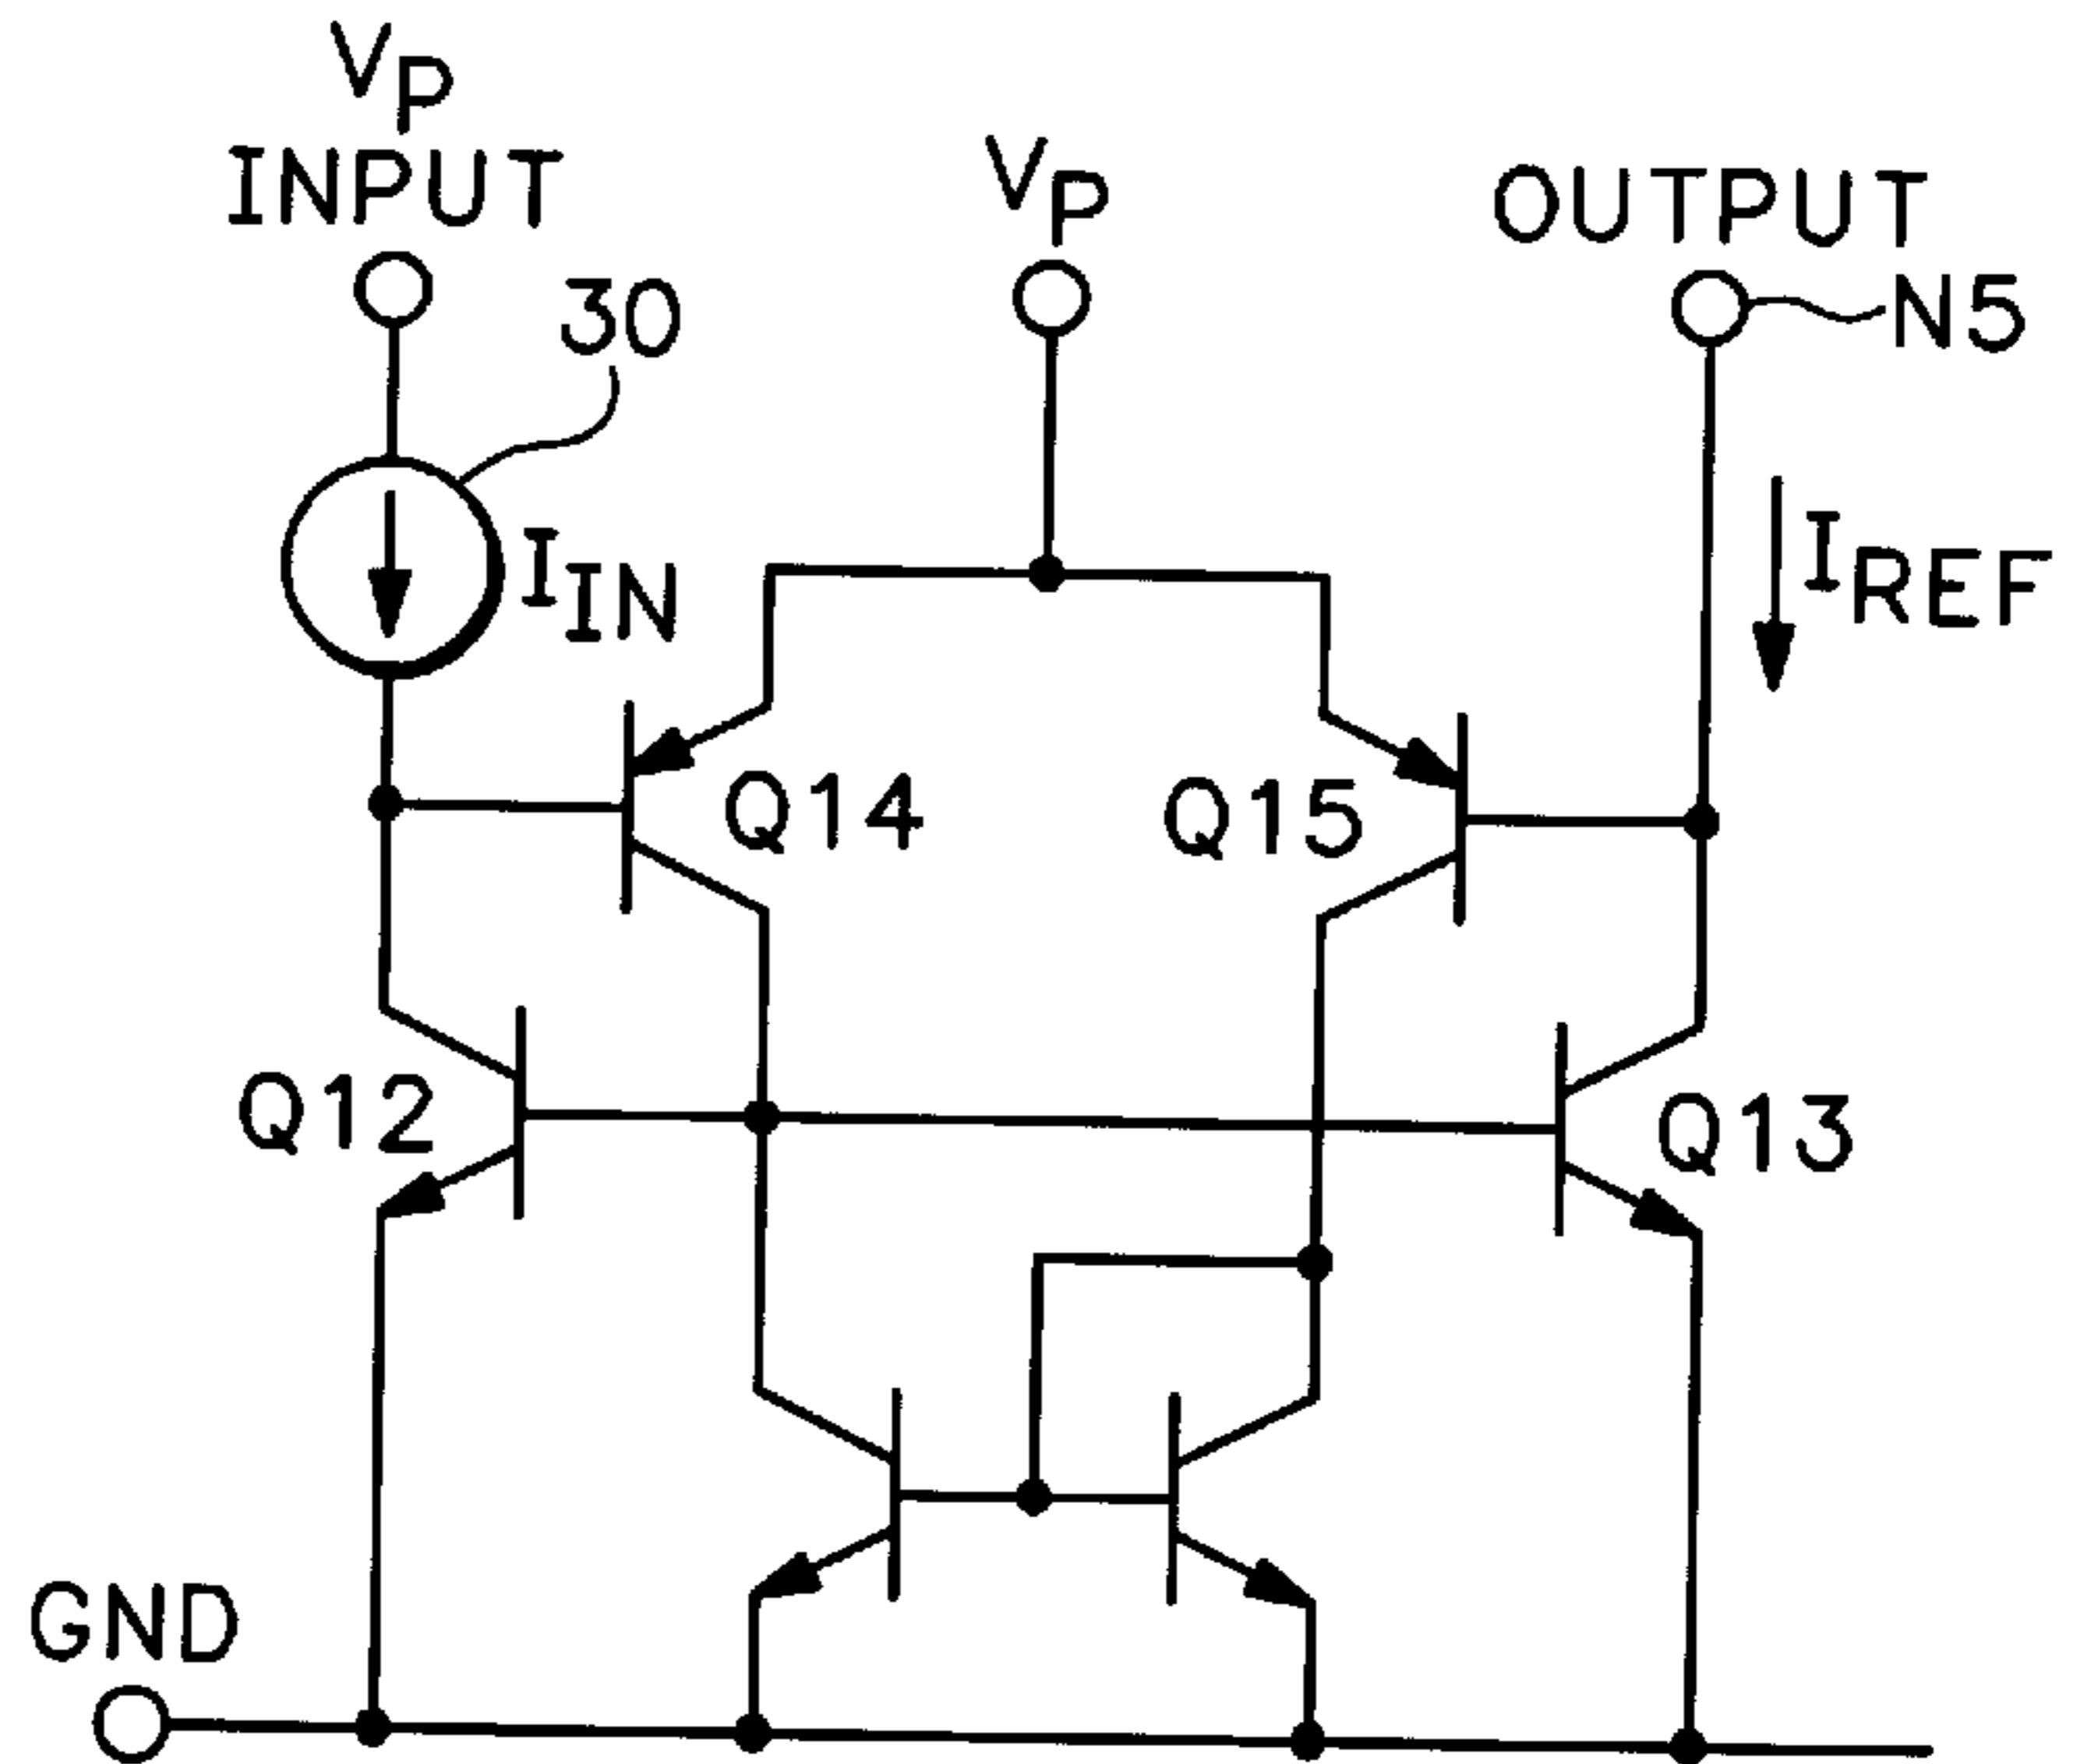 VP
INPUT
VP
OUTPUT
N5
30
IIN
IREF
Q14
Q15
Q12
Q13
GND